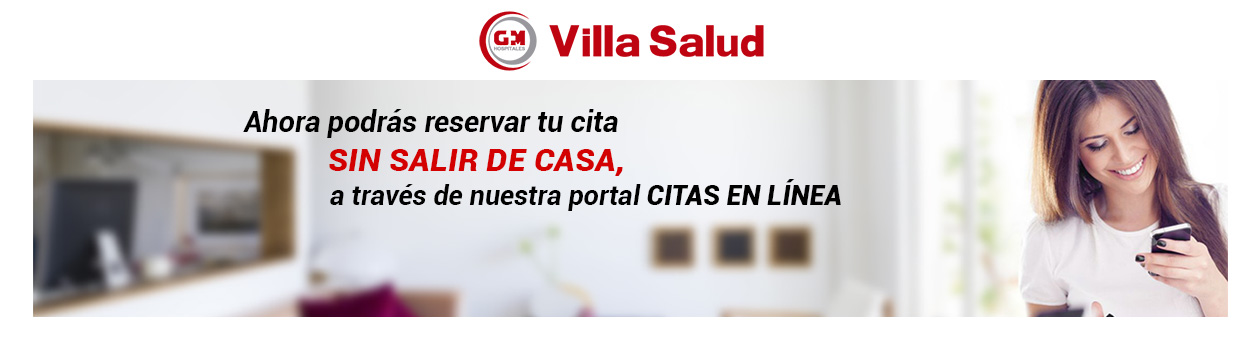 GM
HOSPITALES
Villa Salud
Ahora podrás reservar tu cita
SIN SALIR DE CASA,
a través de nuestra portal CITAS EN LÍNEA